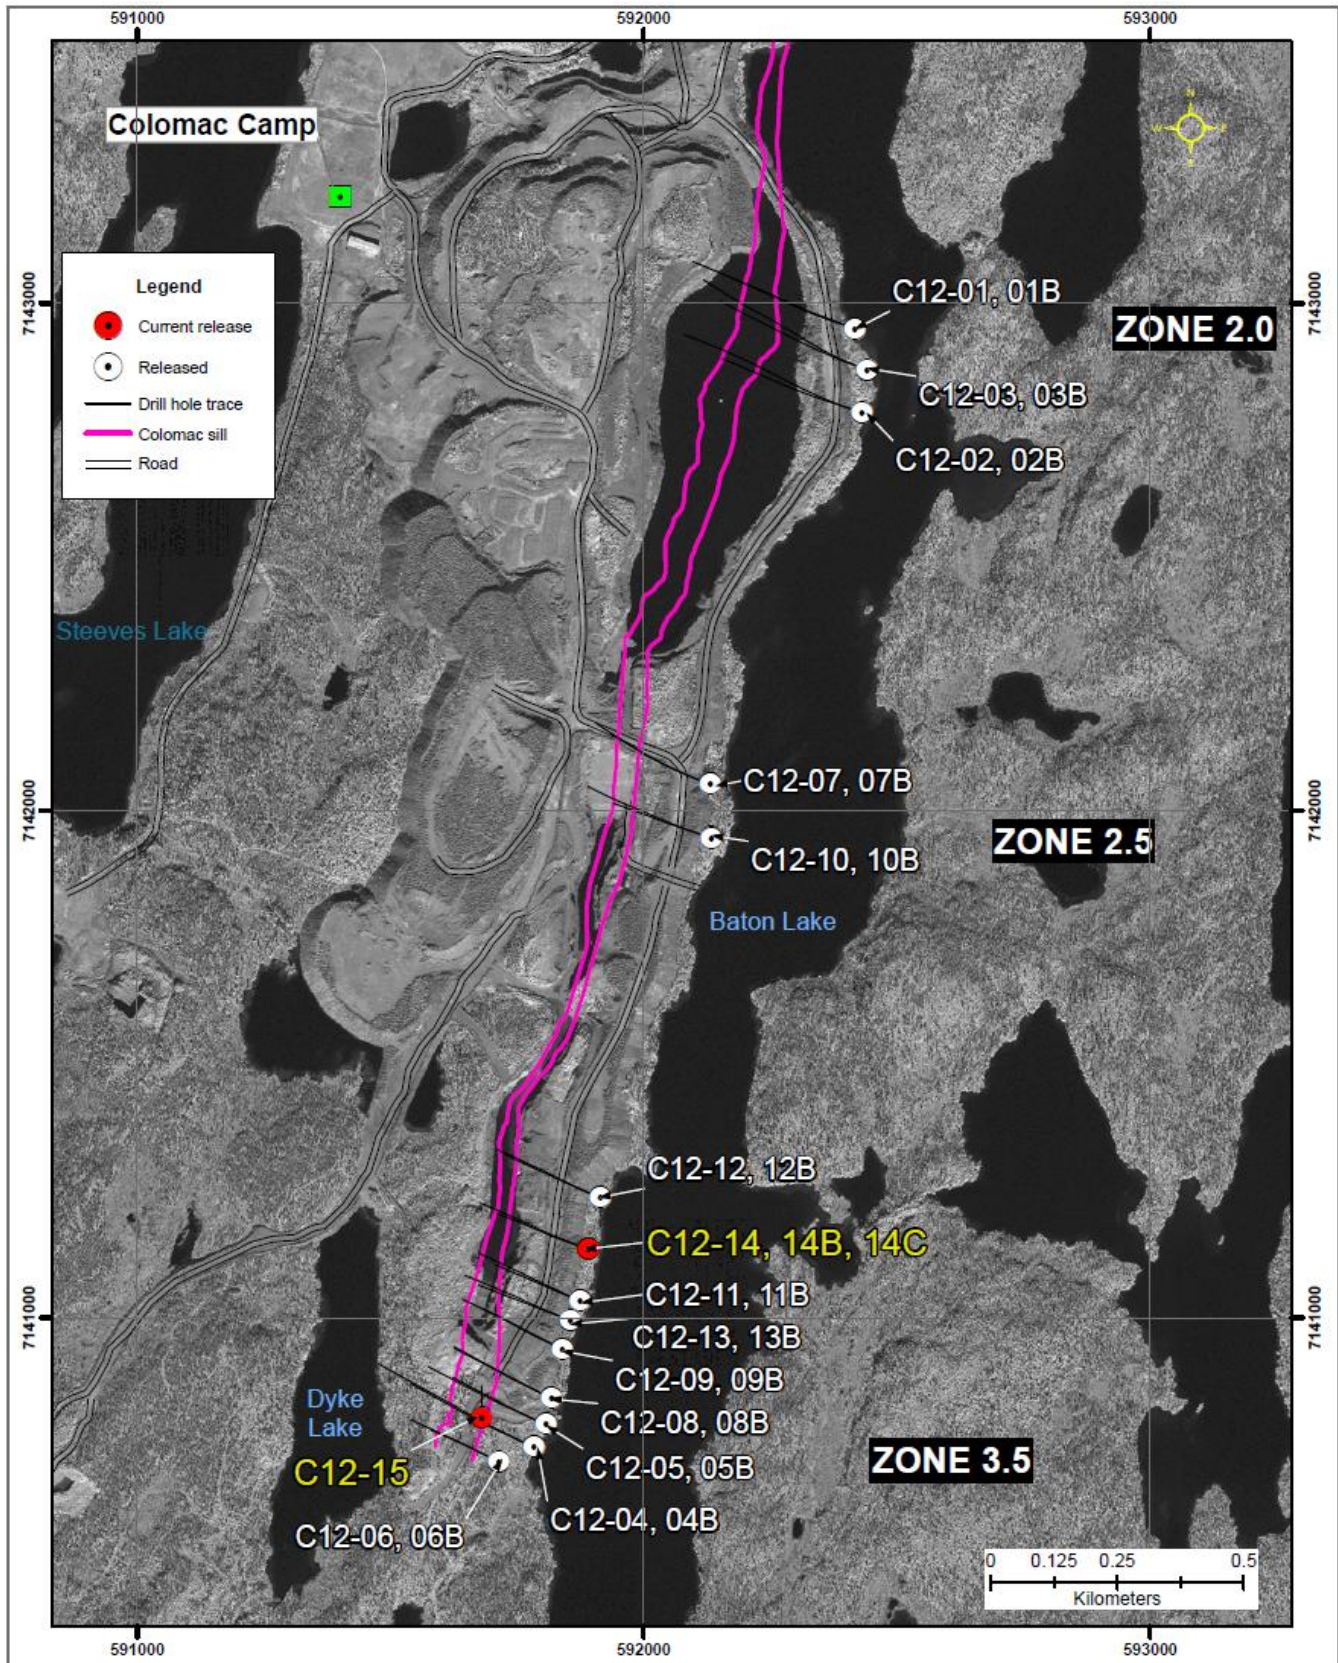 591000
592000
593000
Colomac Camp
N
W
E
S
Legend
Current release
Released
Drill hole trace
Colomac sill
Road
7143000
7143000
C12-01, 01B
ZONE 2.0
C12-03, 03B
C12-02, 02B
Steeves Lake
C12-07, 07B
7142000
7142000
ZONE 2.5
C12-10, 10B
Baton Lake
C12-12, 12B
C12-14, 14B, 14C
C12-11, 11B
7141000
7141000
C12-13, 13B
C12-09, 09B
Dyke
Lake
C12-08, 08B
C12-15
C12-05, 05B
ZONE 3.5
C12-04, 04B
C12-06, 06B
0 0.125 0.25 0.5
Kilometers
591000
592000
593000